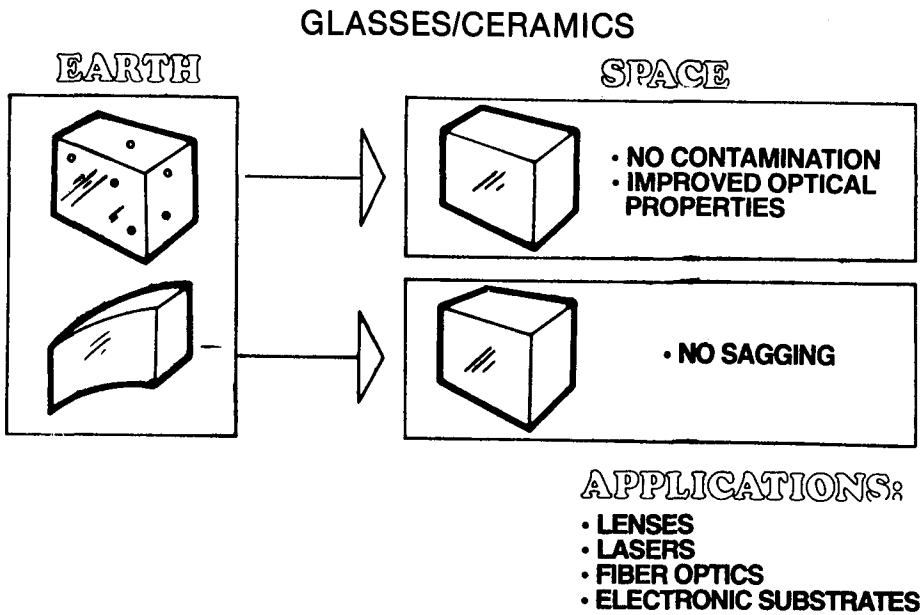 GLASSES/CERAMICS
EARTH
SPACE
• NO CONTAMINATION
• IMPROVED OPTICAL
PROPERTIES
• NO SAGGING
APPLICATIONS:
• LENSES
• LASERS
• FIBER OPTICS
• ELECTRONIC SUBSTRATES